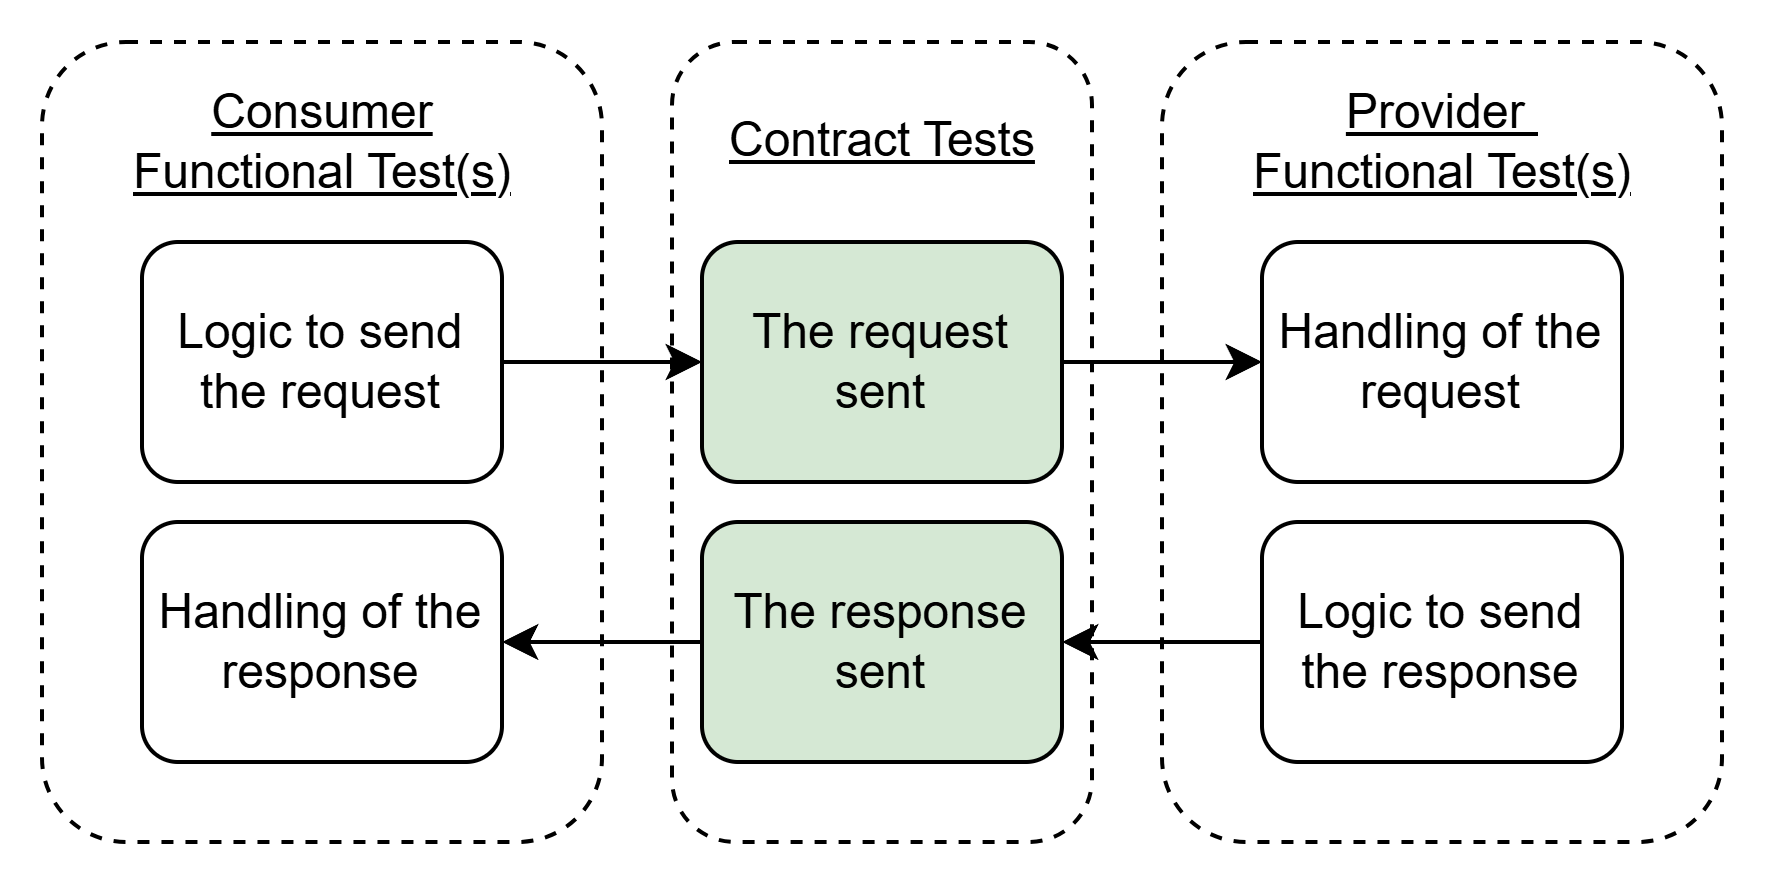 Consumer
Functional Test(s)
Contract Tests
Provider
Functional Test(s)
Logic to send
the request
The request
sent
Handling of the
request
Handling of the
response
The response
sent
Logic to send
the response